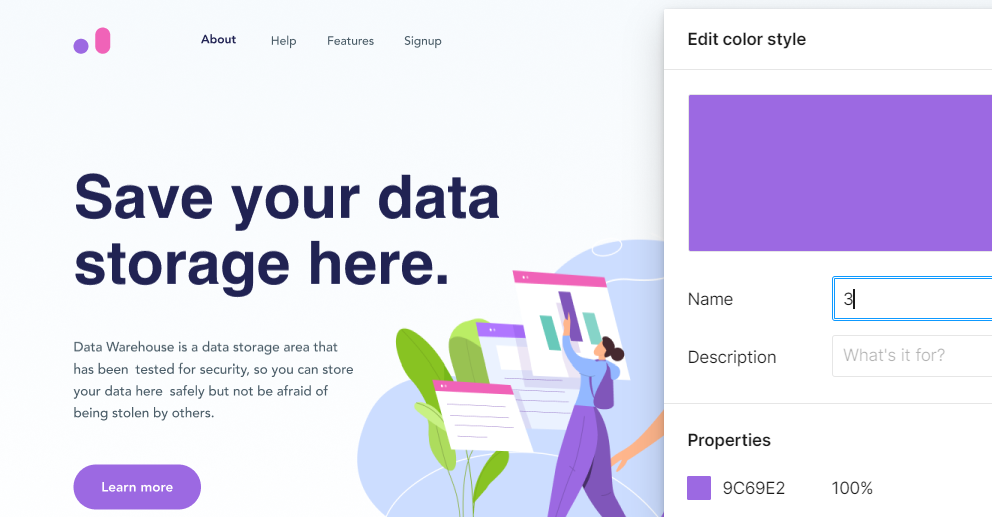 About Help Features Signup
Save your data
storage here.
Data Warehouse is a data storage area that
has been tested for security, so you can store
your data here safely but not be afraid of
being stolen by others.
Learn more
Edit color style
Name 3
Description What's it for?
Properties
9C69E2 100%